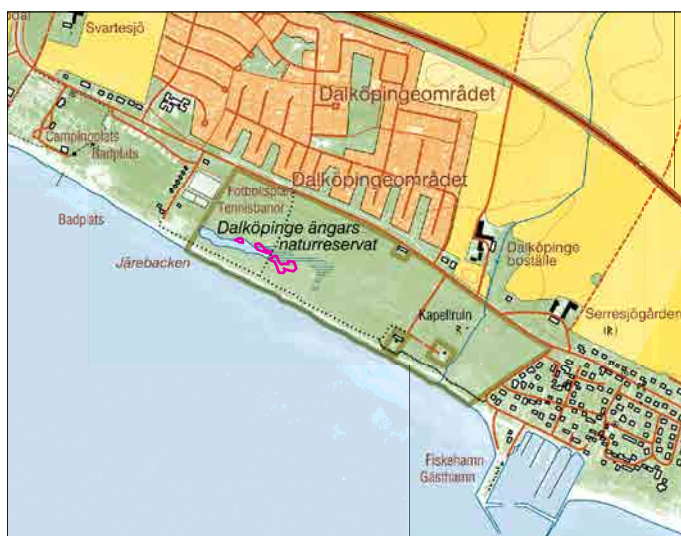 Svartesjö
Dalköpingeområdet
Campingplats
Badplats
Dalköpingeområdet
Fotbollsplan
Tennisbanor
Badplats
Dalköpinge ängars
naturreservat
Dalköpinge
boställe
Järebacken
Kapellruin
R
Serresjögården
(R)
Fiskehamn
Gästhamn